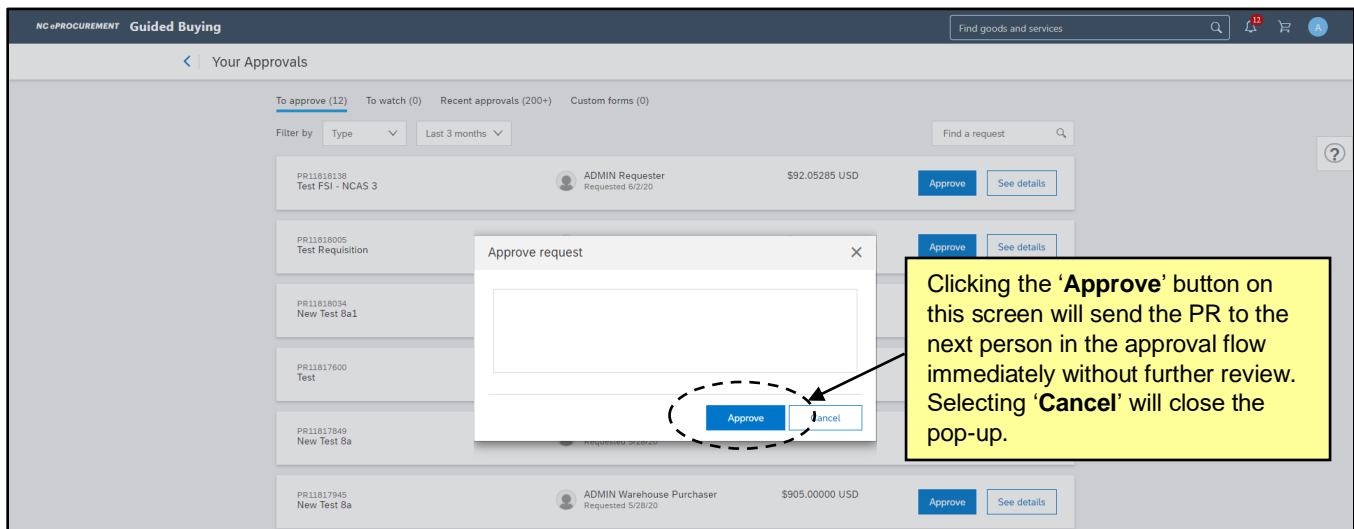 NC ePROCUREMENT Guided Buying
Find goods and services
12
A
Your Approvals
To approve (12) To watch (0) Recent approvals (200+) Custom forms (0)
Filter by Type Last 3 months
Find a request
?
PR11818138
Test FSI - NCAS 3
ADMIN Requester
Requested 6/2/20
$92.05285 USD
Approve
See details
PR11818005
Test Requisition
Approve
See details
Approve request
PR11818034
New Test 8a1
PR11817600
Test
Approve
Cancel
Clicking the ‘Approve’ button on
this screen will send the PR to the
next person in the approval flow
immediately without further review.
Selecting ‘Cancel’ will close the
pop-up.
PR11817849
New Test 8a
Requested 5/28/20
PR11817945
New Test 8a
ADMIN Warehouse Purchaser
Requested 5/28/20
$905.00000 USD
Approve
See details